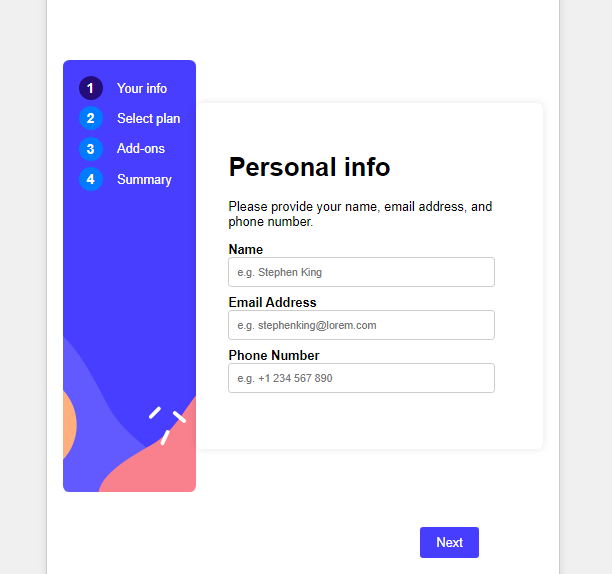 1 Your info
2 Select plan
3 Add-ons
4 Summary
Personal info
Please provide your name, email address, and
phone number.
Name
e.g. Stephen King
Email Address
e.g. stephenking@lorem.com
Phone Number
e.g. +1 234 567 890
Next